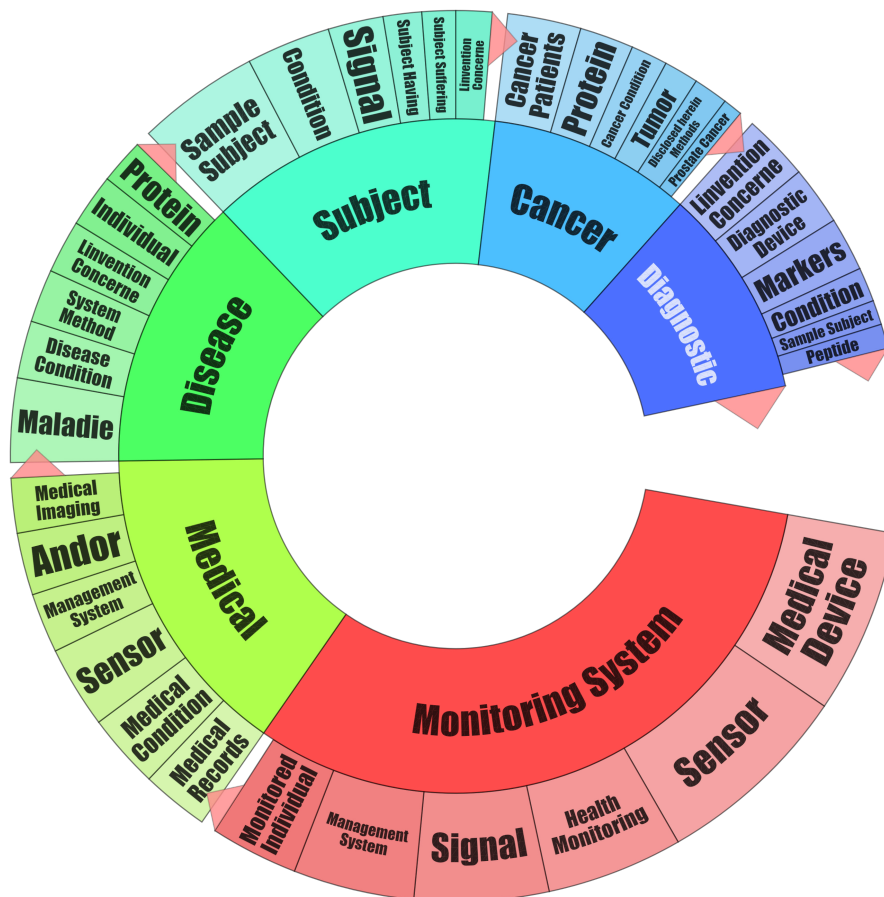 Monitoring System
Medical
Device
Sensor
Health
Monitoring
Signal
Management
System
Monitored
Individual
Medical
Medical
Records
Medical
Condition
Sensor
Management
System
Andor
Medical
Imaging
Disease
Maladie
Disease
Condition
System
Method
Linvention
Concerne
Individual
Protein
Subject
Sample
Subject
Condition
Signal
Subject Having
Subject Suffering
Linvention
Concerne
Cancer
Cancer
Patients
Protein
Cancer Condition
Tumor
Disclosed herein
Methods
Prostate Cancer
Diagnostic
Linvention
Concerne
Diagnostic
Device
Markers
Condition
Sample Subject
Peptide